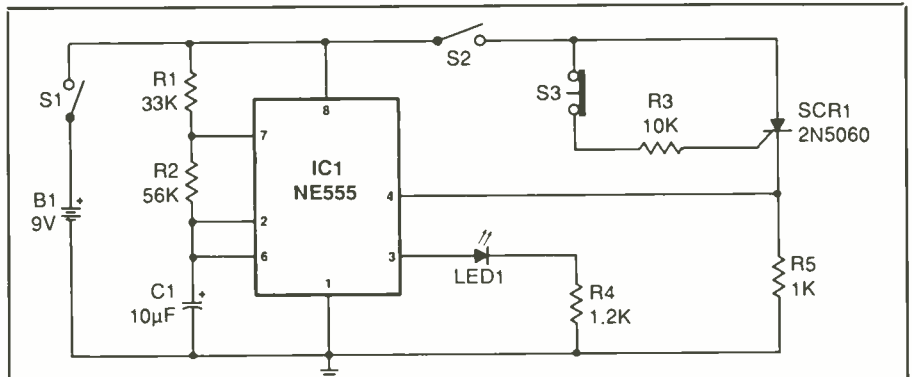 S1
B1
9V
+
R1
33K
R2
56K
C1
10µF
+
7
2
6
8
IC1
NE555
1
4
3
S2
S3
R3
10K
SCR1
2N5060
LED1
R4
1.2K
R5
1K